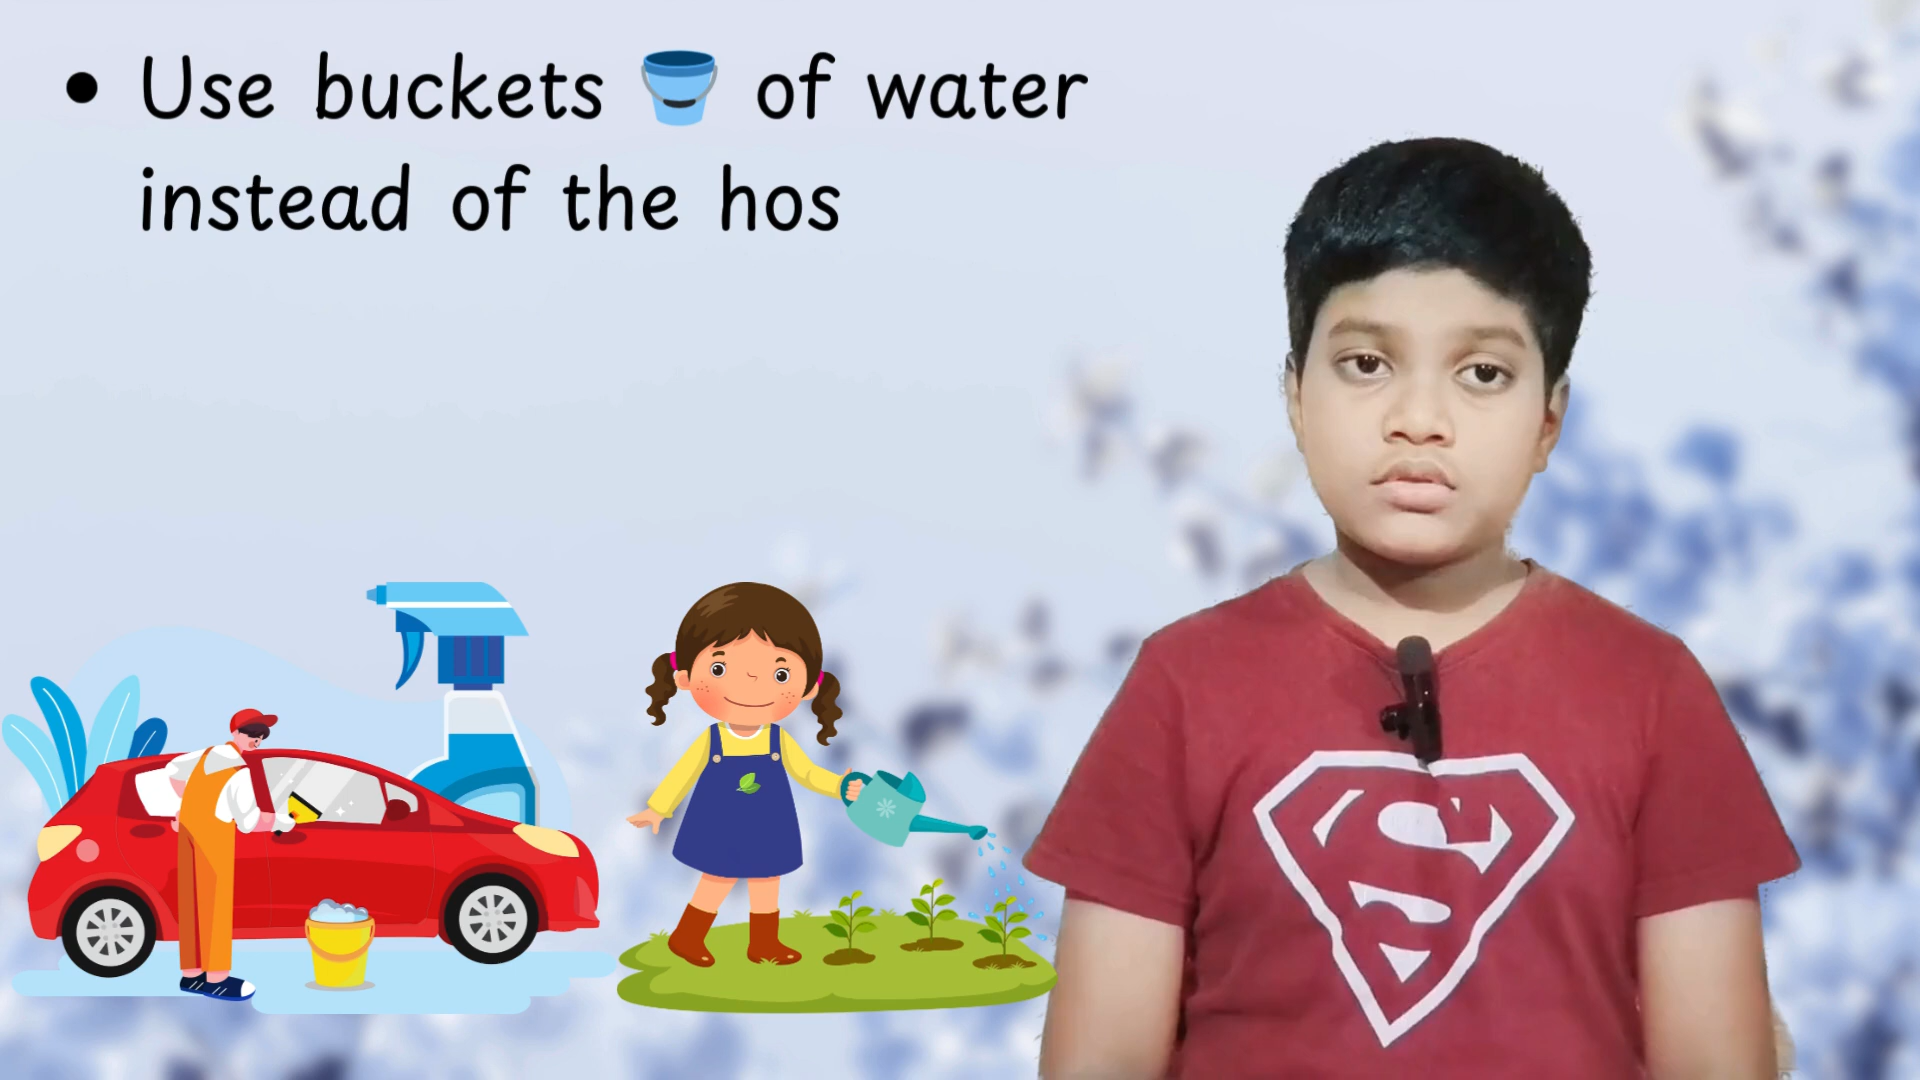 • Use buckets 🪣 of water
instead of the hos
S